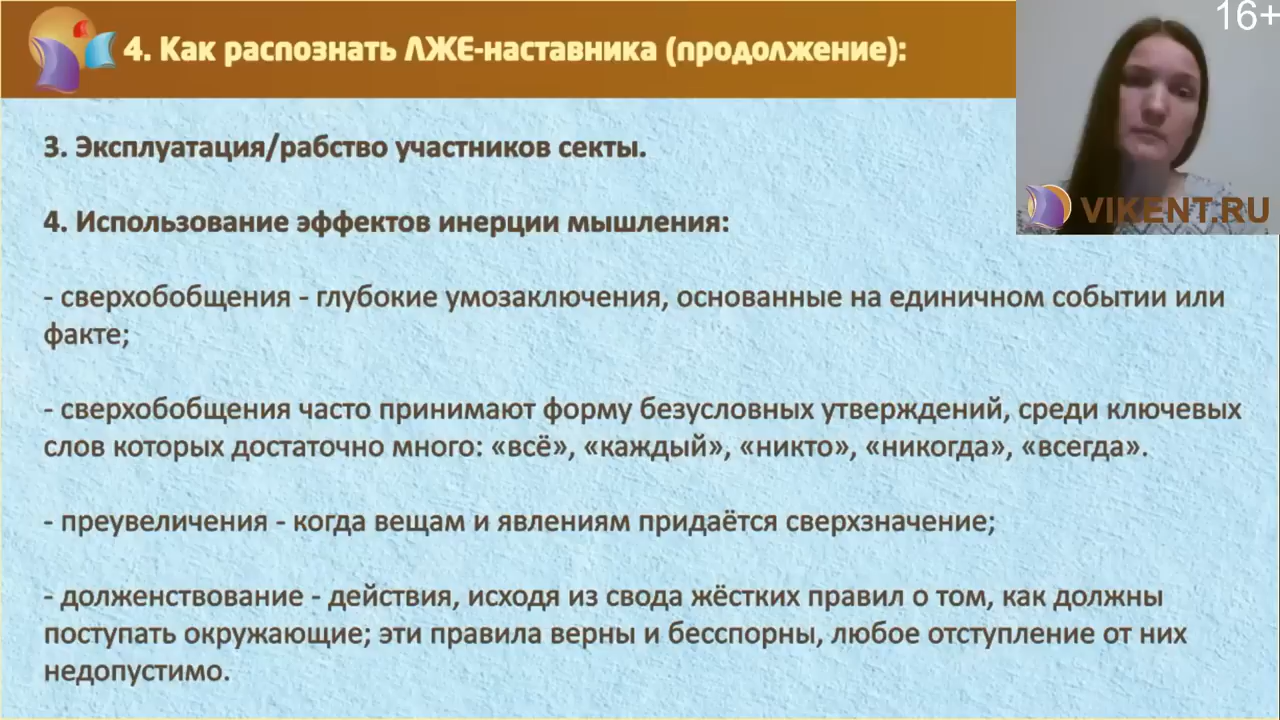 4. Как распознать ЛЖЕ-наставника (продолжение):
16+
VIKENT.RU
3. Эксплуатация/рабство участников секты.
4. Использование эффектов инерции мышления:
- сверхобобщения - глубокие умозаключения, основанные на единичном событии или
факте;
- сверхобобщения часто принимают форму безусловных утверждений, среди ключевых
слов которых достаточно много: «всё», «каждый», «никто», «никогда», «всегда».
- преувеличения - когда вещам и явлениям придаётся сверхзначение;
- долженствование - действия, исходя из свода жёстких правил о том, как должны
поступать окружающие; эти правила верны и бесспорны, любое отступление от них
недопустимо.